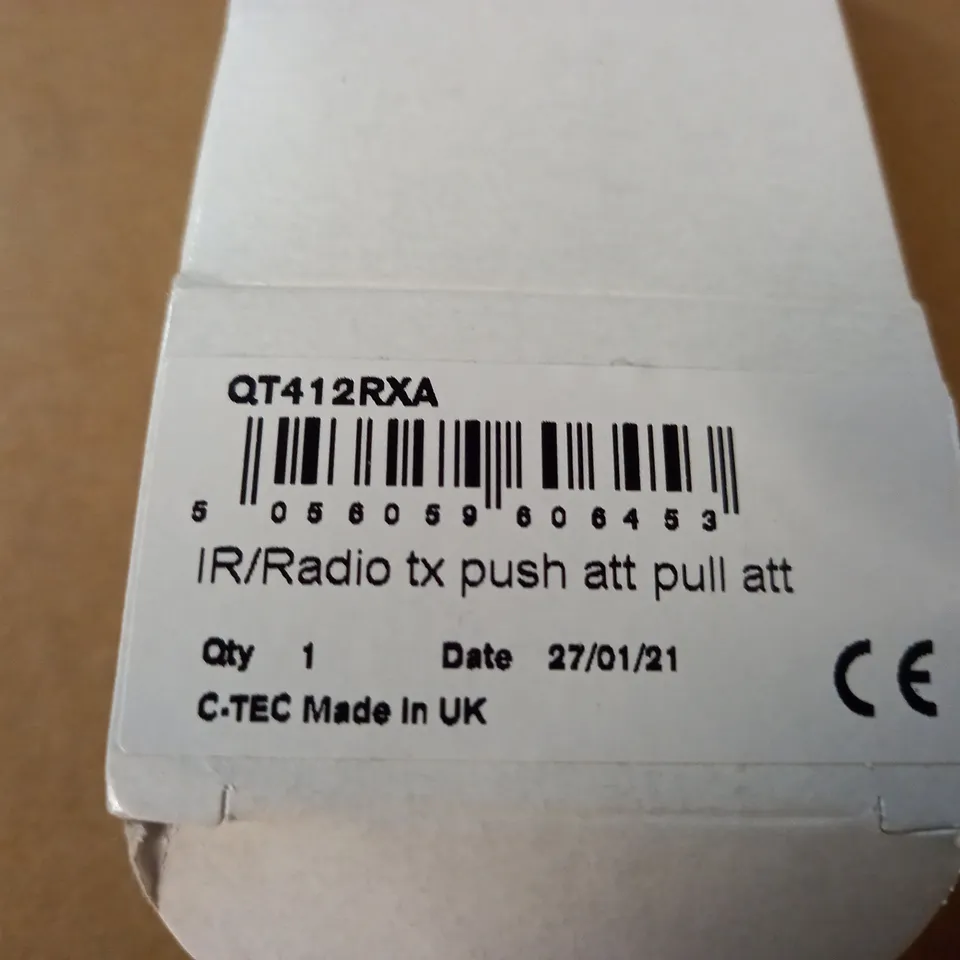 QT412RXA
5 056059 606453
IR/Radio tx push att pull att
Qty 1 Date 27/01/21
C-TEC Made In UK
CE